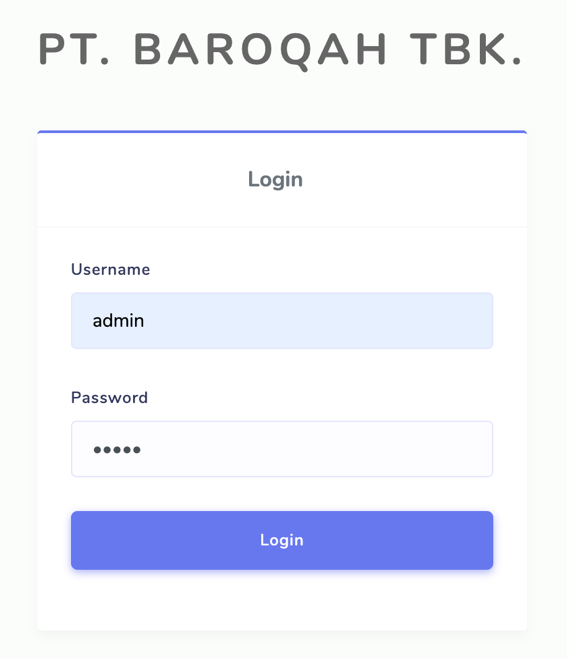 PT. BAROQAH TBK.
Login
Username
admin
Password
•••••
Login